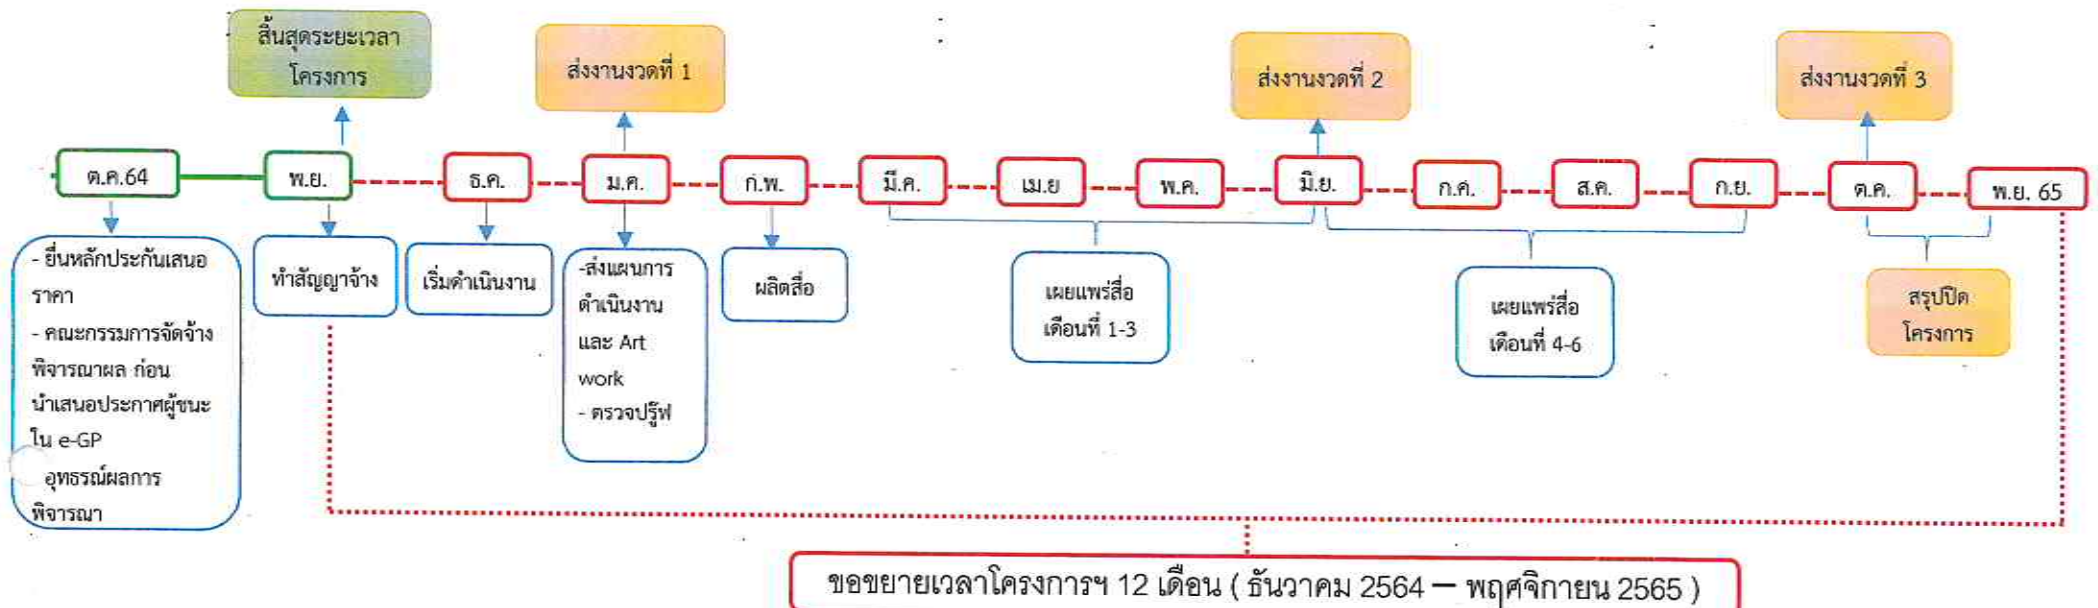 สิ้นสุดระยะเวลา
โครงการ
ส่งงานงวดที่ 1
ส่งงานงวดที่ 2
ส่งงานงวดที่ 3
ต.ค.64
พ.ย.
ธ.ค.
ม.ค.
ก.พ.
มี.ค.
เม.ย
พ.ค.
มิ.ย.
ก.ค.
ส.ค.
ก.ย.
ต.ค.
พ.ย. 65
- ยื่นหลักประกันเสนอ
ราคา
- คณะกรรมการจัดจ้าง
พิจารณาผล ก่อน
นำเสนอประกาศผู้ชนะ
ใน e-GP
อุทธรณ์ผลการ
พิจารณา
ทำสัญญาจ้าง
เริ่มดำเนินงาน
-ส่งแผนการ
ดำเนินงาน
และ Art
work
- ตรวจปรู๊ฟ
ผลิตสื่อ
เผยแพร่สื่อ
เดือนที่ 1-3
เผยแพร่สื่อ
เดือนที่ 4-6
สรุปปิด
โครงการ
ขอขยายเวลาโครงการฯ 12 เดือน ( ธันวาคม 2564 – พฤศจิกายน 2565 )